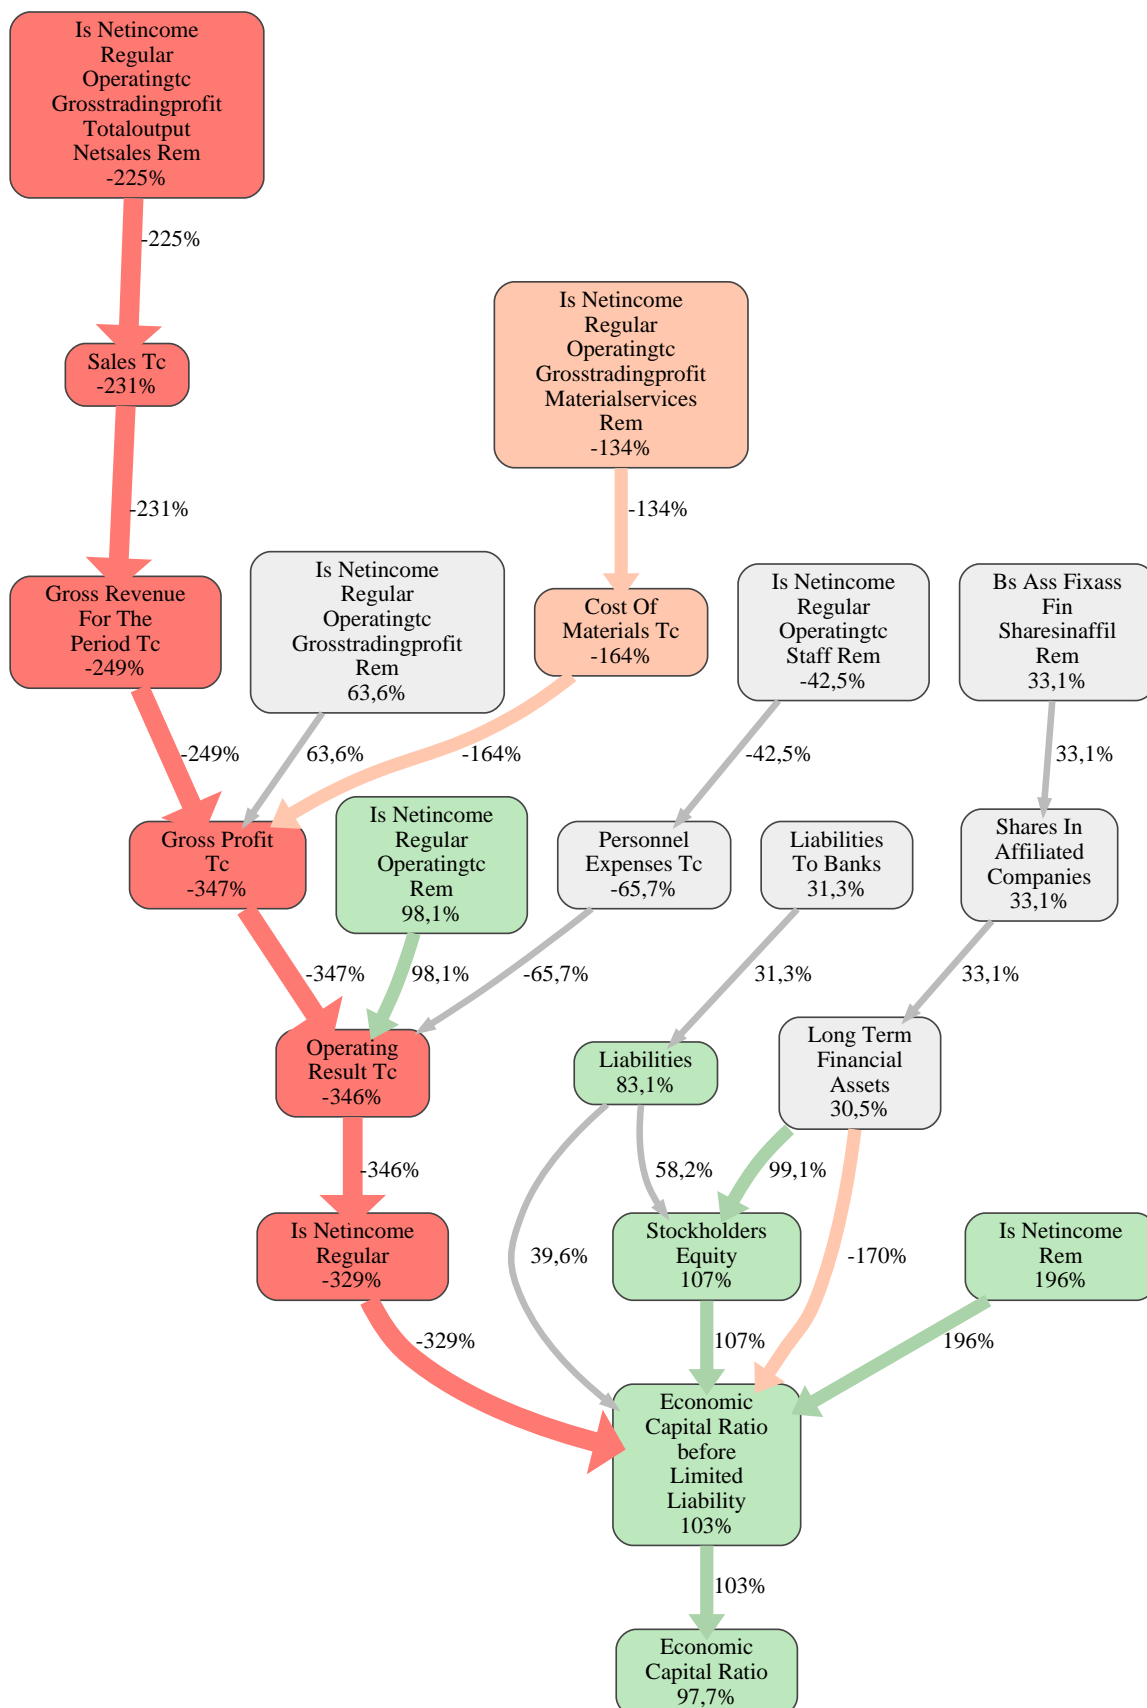 Is Netincome
Regular
Operatingtc
Grosstradingprofit
Totaloutput
Netsales Rem
-225%
-225%
Sales Tc
-231%
-231%
Is Netincome
Regular
Operatingtc
Grosstradingprofit
Materialservices
Rem
-134%
-134%
Gross Revenue
For The
Period Tc
-249%
-249%
Is Netincome
Regular
Operatingtc
Grosstradingprofit
Rem
63,6%
63,6%
Cost Of
Materials Tc
-164%
-164%
Is Netincome
Regular
Operatingtc
Staff Rem
-42,5%
-42,5%
Bs Ass Fixass
Fin
Sharesinaffil
Rem
33,1%
33,1%
Gross Profit
Tc
-347%
-347%
Is Netincome
Regular
Operatingtc
Rem
98,1%
98,1%
Personnel
Expenses Tc
-65,7%
-65,7%
Liabilities
To Banks
31,3%
31,3%
Shares In
Affiliated
Companies
33,1%
33,1%
Operating
Result Tc
-346%
-346%
Liabilities
83,1%
58,2%
39,6%
Long Term
Financial
Assets
30,5%
99,1%
-170%
Is Netincome
Regular
-329%
-329%
Stockholders
Equity
107%
107%
Is Netincome
Rem
196%
196%
Economic
Capital Ratio
before
Limited
Liability
103%
103%
Economic
Capital Ratio
97,7%